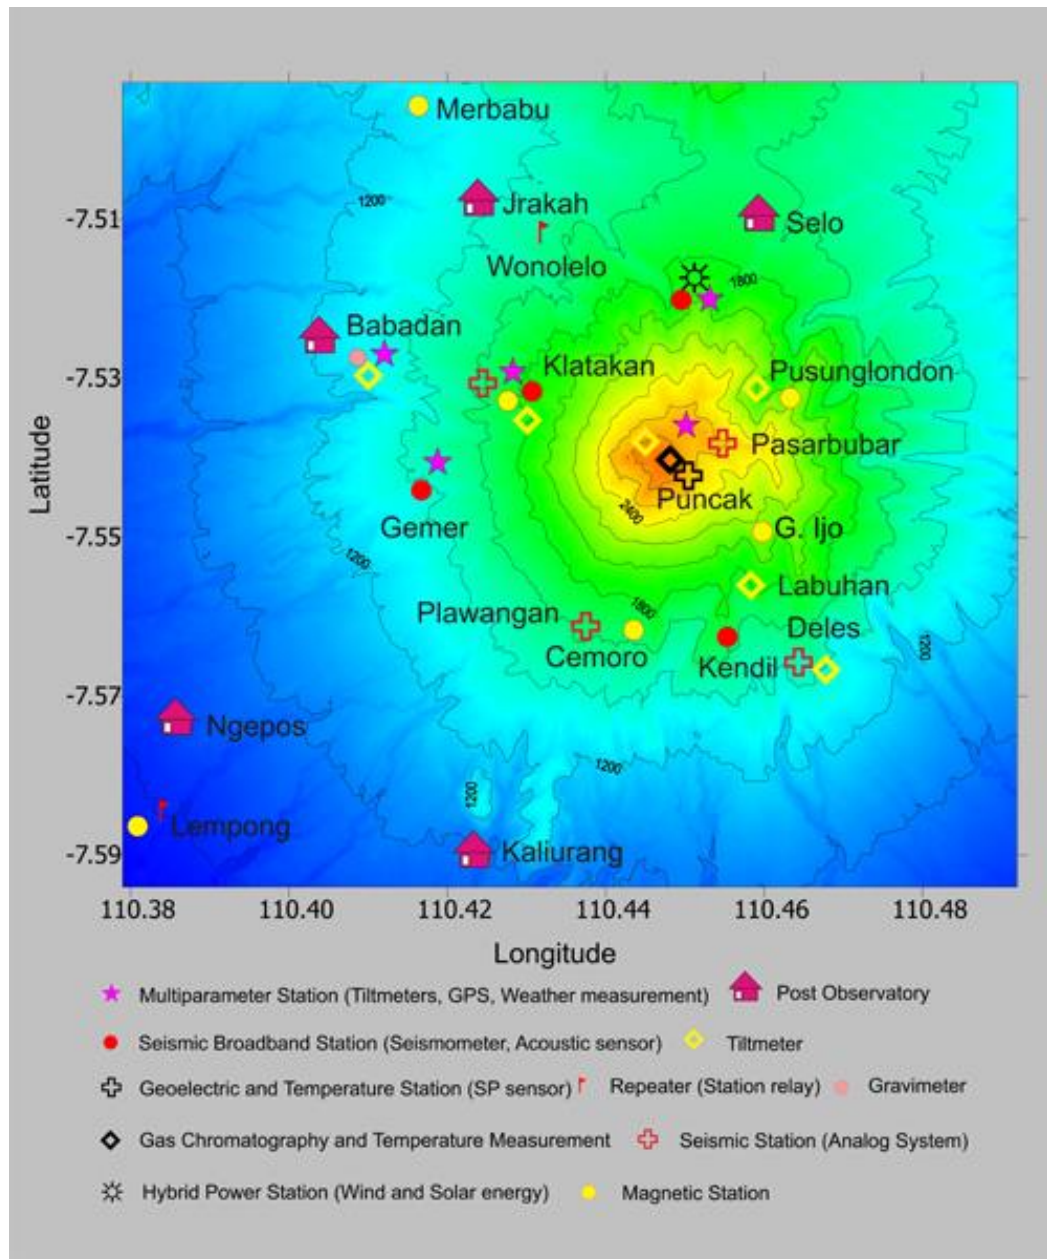 Merbabu
1200
Jrakah
-7.51
Selo
Wonolelo
1800
Babadan
Klatakan
Pusunglondon
-7.53
Pasarbubar
Latitude
Puncak
2400
Gemer
G. Ijo
-7.55
1200
Labuhan
Plawangan
1800
Deles
1200
Cemoro
Kendil
-7.57
Ngepos
1200
1200
Lempong
-7.59
Kaliurang
110.38 110.40 110.42 110.44 110.46 110.48
Longitude
Multiparameter Station (Tiltmeters, GPS, Weather measurement) Post Observatory
Seismic Broadband Station (Seismometer, Acoustic sensor) Tiltmeter
Geoelectric and Temperature Station (SP sensor) Repeater (Station relay) Gravimeter
Gas Chromatography and Temperature Measurement Seismic Station (Analog System)
Hybrid Power Station (Wind and Solar energy) Magnetic Station